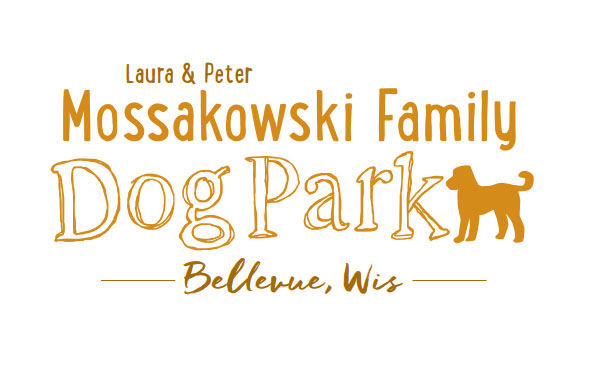 Laura & Peter
Mossakowski Family
Dog Park
Bellevue, Wis